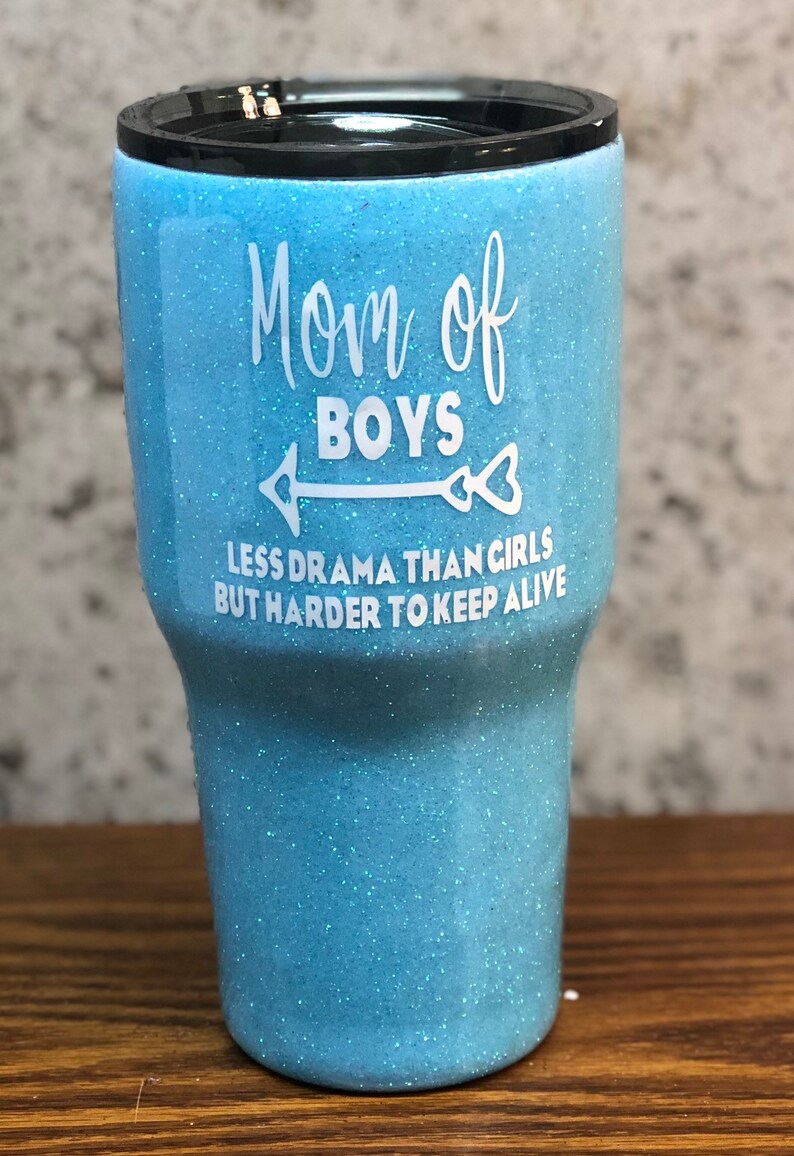 Mom of
BOYS
LESS DRAMA THAN GIRLS
BUT HARDER TO KEEP ALIVE